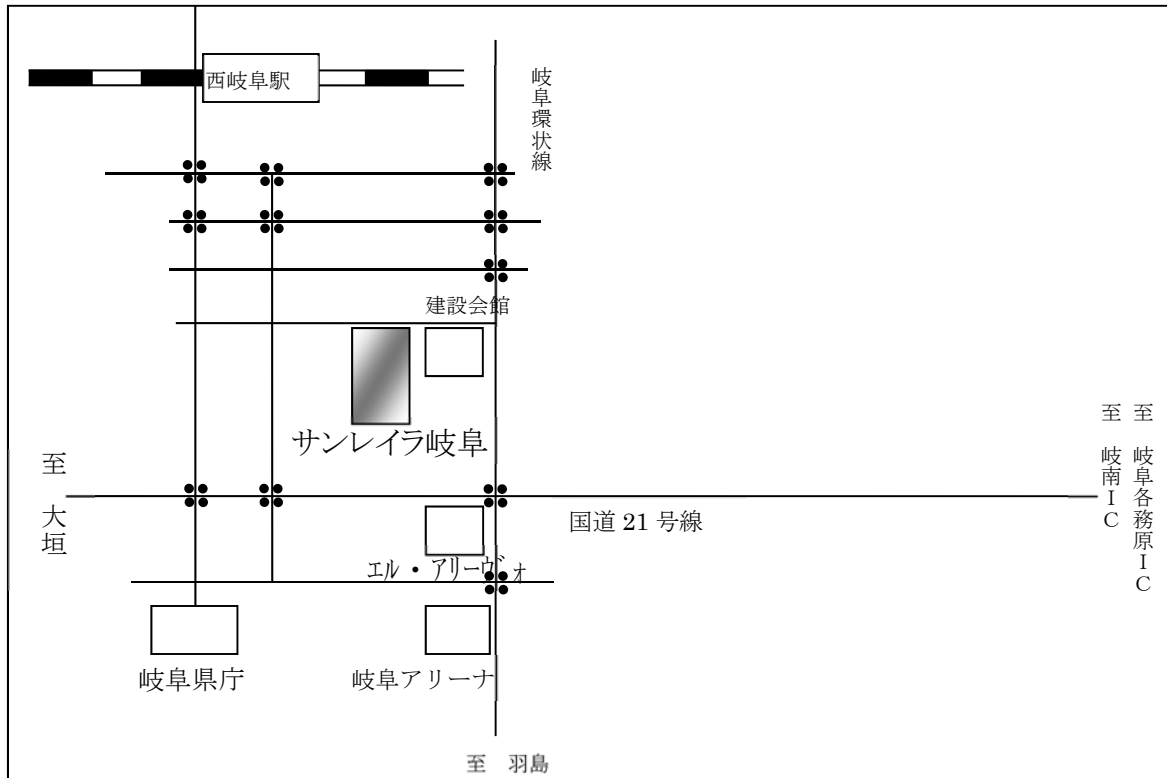 西岐阜駅
岐阜環状線
建設会館
サンレイラ岐阜
至 大垣
至 岐南ＩＣ
至 岐阜各務原ＩＣ
国道 21 号線
エル・アリーヴォ
岐阜県庁
岐阜アリーナ
至 羽島